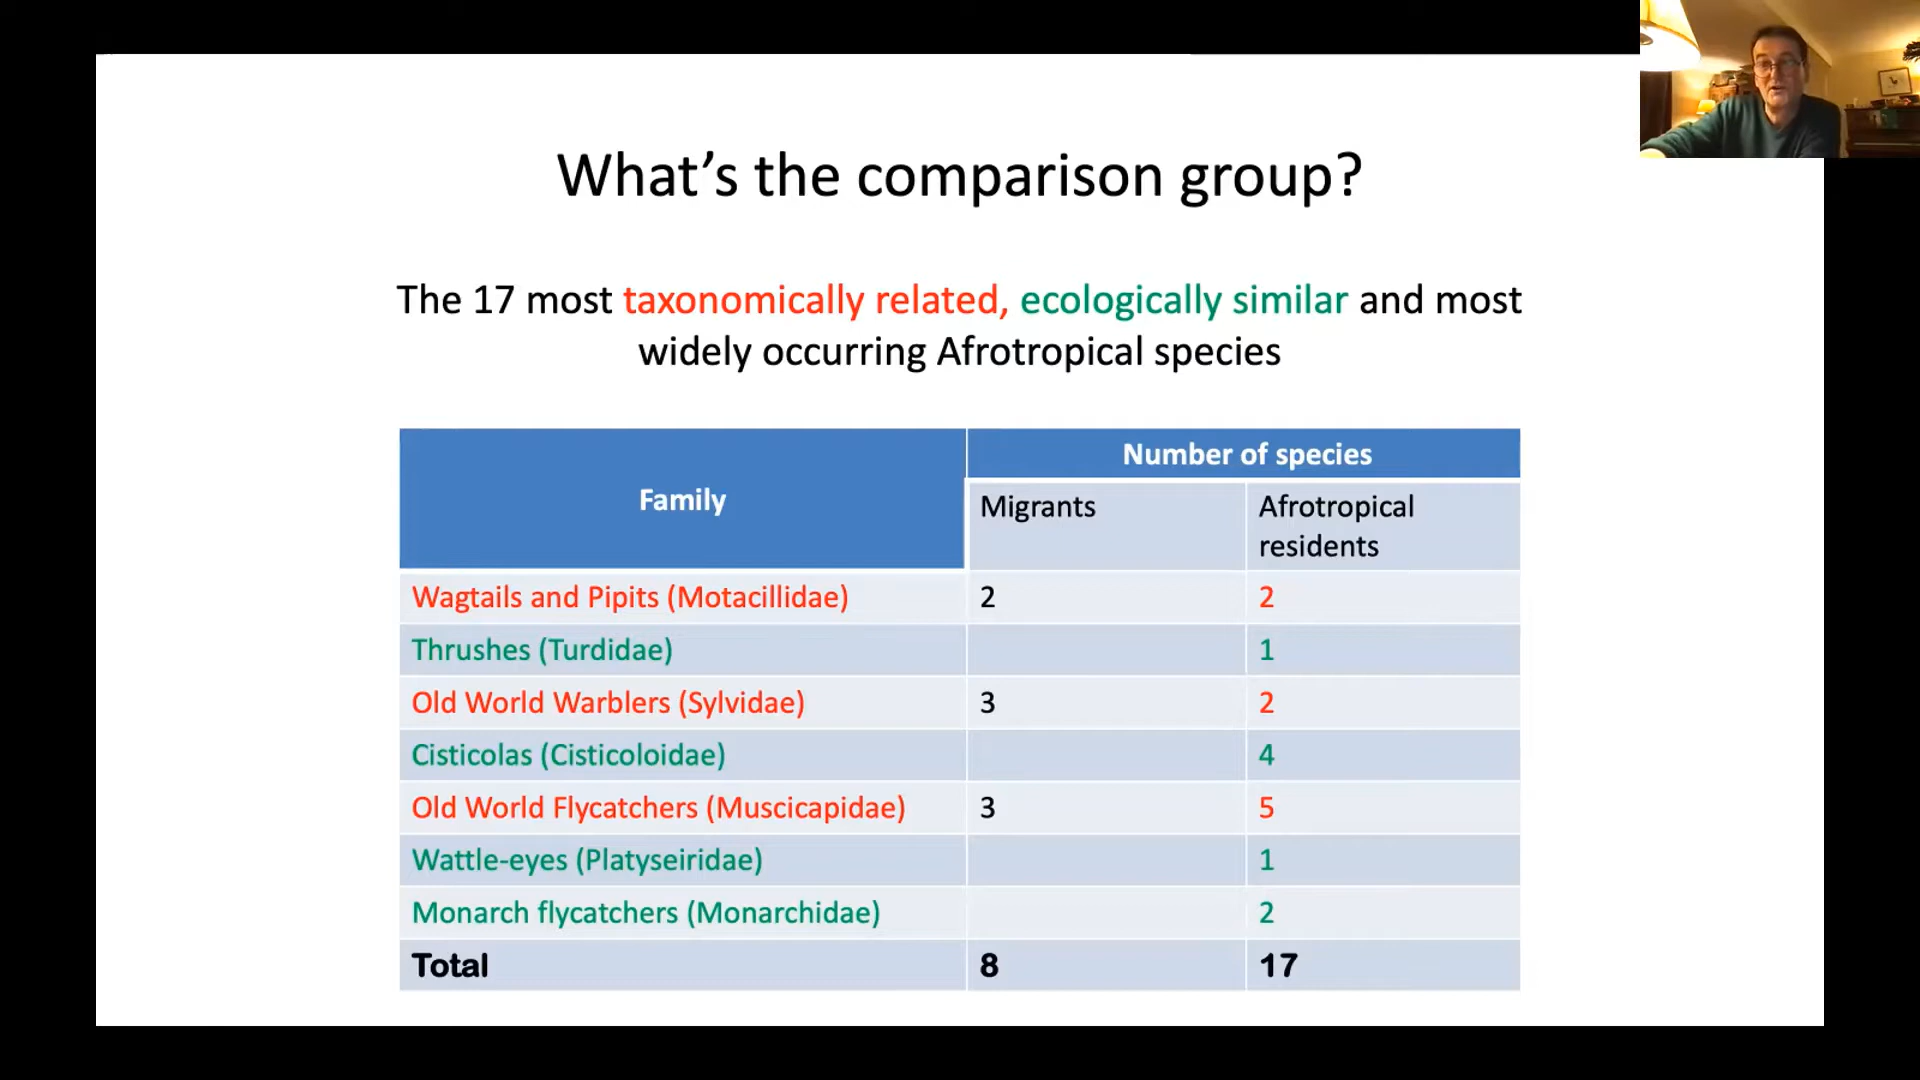 What's the comparison group?
The 17 most taxonomically related, ecologically similar and most
widely occurring Afrotropical species
Family
Number of species
Migrants
Afrotropical
residents
Wagtails and Pipits (Motacillidae) 2 2
Thrushes (Turdidae) 1
Old World Warblers (Sylvidae) 3 2
Cisticolas (Cisticoloidae) 4
Old World Flycatchers (Muscicapidae) 3 5
Wattle-eyes (Platyseiridae) 1
Monarch flycatchers (Monarchidae) 2
Total 8 17